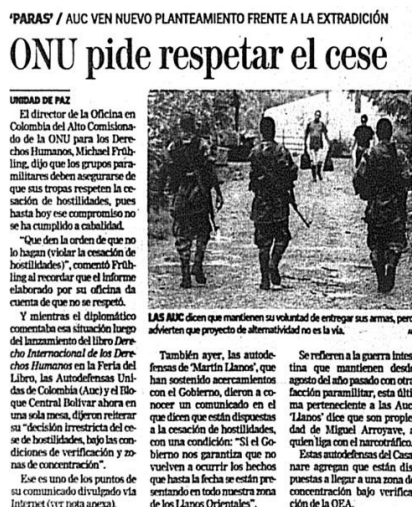 'PARAS' / AUC VEN NUEVO PLANTEAMIENTO FRENTE A LA EXTRADICIÓN
ONU pide respetar el cese
UNIDAD DE PAZ
El director de la Oficina en
Colombia del Alto Comisiona-
do de la ONU para los Dere-
chos Humanos, Michael Früh-
ling, dijo que los grupos para-
militares deben asegurarse de
que sus tropas respeten la ce-
sación de hostilidades, pues
hasta hoy ese compromiso no
se ha cumplido a cabalidad.
"Que den la orden de que no
lo hagan (violar la cesación de
hostilidades)", comentó Früh-
ling al recordar que el informe
elaborado por su oficina da
cuenta de que no se respetó.
Y mientras el diplomático
comentaba esa situación luego
del lanzamiento del libro Dere-
cho Internacional de los Dere-
chos Humanos en la Feria del
Libro, las Autodefensas Uni-
das de Colombia (Auc) y el Blo-
que Central Bolívar ahora en
una sola mesa, dijeron reiterar
su "decisión irrestricta del ce-
se de hostilidades, bajo las con-
diciones de verificación y zo-
nas de concentración".
Ese es uno de los puntos de
su comunicado divulgado vía
Internet (ver nota anexa).
LAS AUC dicen que mantienen su voluntad de entregar sus armas, pero
advierten que proyecto de alternatividad no es la vía.
También ayer, las autode-
fensas de 'Martín Llanos', que
han sostenido acercamientos
con el Gobierno, dieron a co-
nocer un comunicado en el
que dicen que están dispuestas
a la cesación de hostilidades,
con una condición: "Si el Go-
bierno nos garantiza que no
vuelven a ocurrir los hechos
que hasta la fecha se están pre-
sentando en todo nuestra zona
de los Llanos Orientales".
Se refieren a la guerra intes
tina que mantienen desde
agosto del año pasado con otr
facción paramilitar, esta últi
ma perteneciente a las Auc
'Llanos' dice que son propie
dad de Miguel Arroyave,
quien liga con el narcotráfico.
Estas autodefensas del Casa
nare agregan que están dis
puestas a llegar a una zona d
concentración bajo verifica
ción de la OEA.